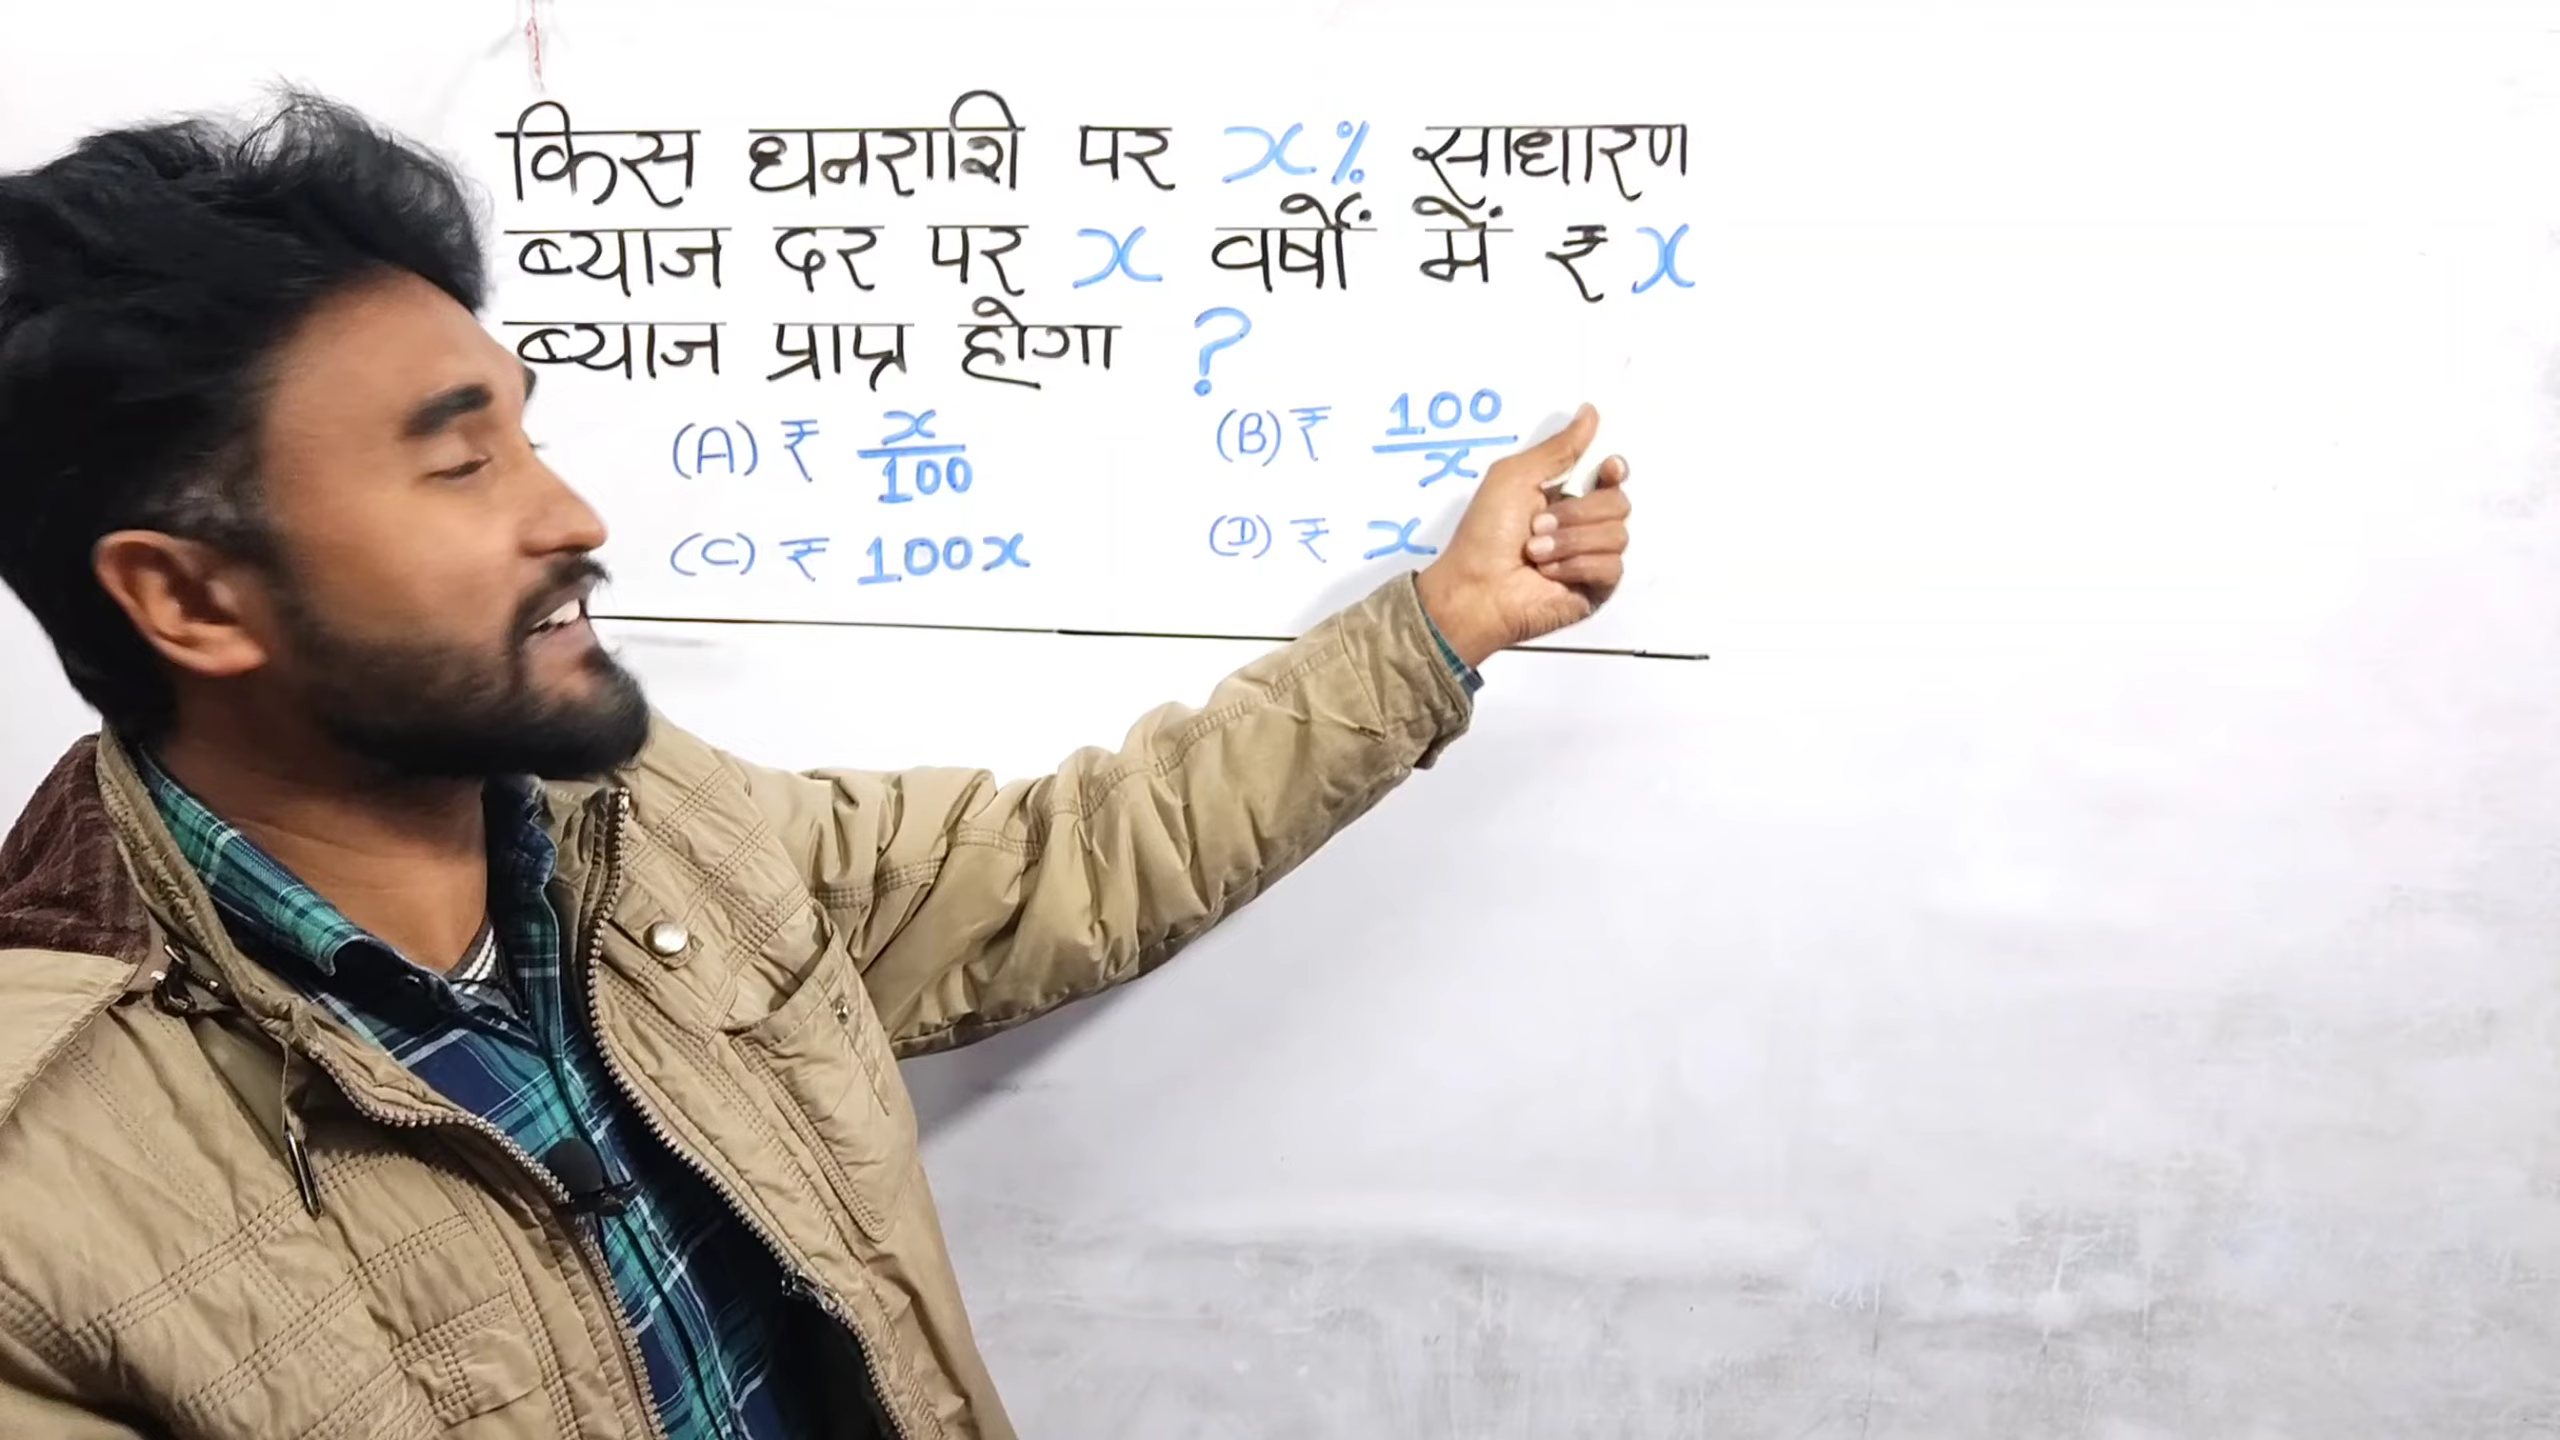 किस धनराशि पर x% साधारण
ब्याज दर पर x वर्षों में ₹ x
ब्याज प्राप्त होगा ?
(A) ₹ x/100 (B) ₹ 100/x
(C) ₹ 100x (D) ₹ x